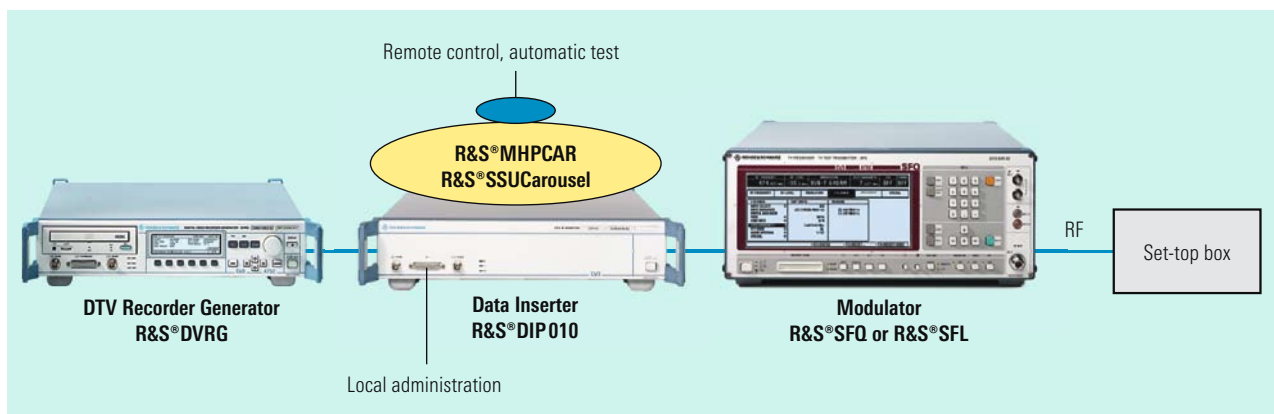 Remote control, automatic test
R&S®MHPCAR
R&S®SSUCarousel
SFQ
RF
Set-top box
DTV Recorder Generator
R&S®DVRG
Data Inserter
R&S®DIP010
Modulator
R&S®SFQ or R&S®SFL
Local administration